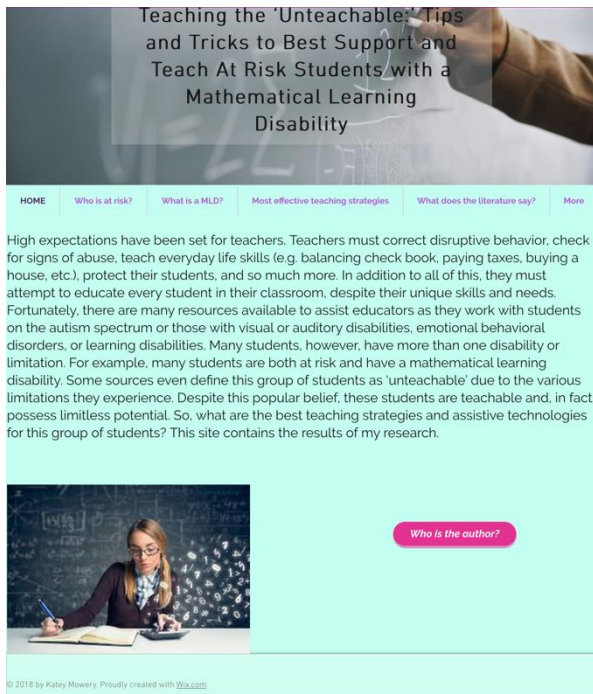 Teaching the 'Unteachable:' Tips
and Tricks to Best Support and
Teach At Risk Students with a
Mathematical Learning
Disability
HOME Who is at risk? What is a MLD? Most effective teaching strategies What does the literature say? More
High expectations have been set for teachers. Teachers must correct disruptive behavior, check
for signs of abuse, teach everyday life skills (e.g. balancing check book, paying taxes, buying a
house, etc.), protect their students, and so much more. In addition to all of this, they must
attempt to educate every student in their classroom, despite their unique skills and needs.
Fortunately, there are many resources available to assist educators as they work with students
on the autism spectrum or those with visual or auditory disabilities, emotional behavioral
disorders, or learning disabilities. Many students, however, have more than one disability or
limitation. For example, many students are both at risk and have a mathematical learning
disability. Some sources even define this group of students as 'unteachable' due to the various
limitations they experience. Despite this popular belief, these students are teachable and, in fact
possess limitless potential. So, what are the best teaching strategies and assistive technologies
for this group of students? This site contains the results of my research.
Who is the author?
© 2018 by Katey Mowery. Proudly created with Wix.com